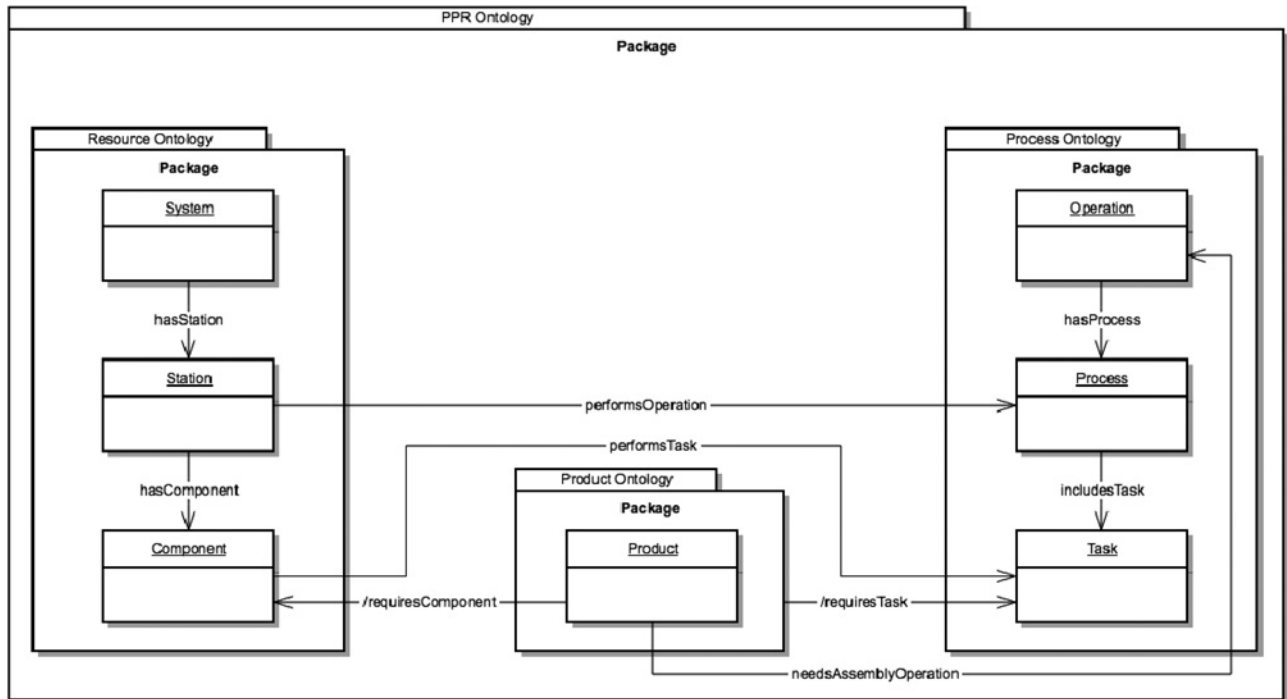 PPR Ontology
Package
Resource Ontology
Package
System
hasStation
Station
hasComponent
Component
Process Ontology
Package
Operation
hasProcess
Process
includesTask
Task
performsOperation
performsTask
Product Ontology
Package
Product
/requiresComponent
/requiresTask
needsAssemblyOperation